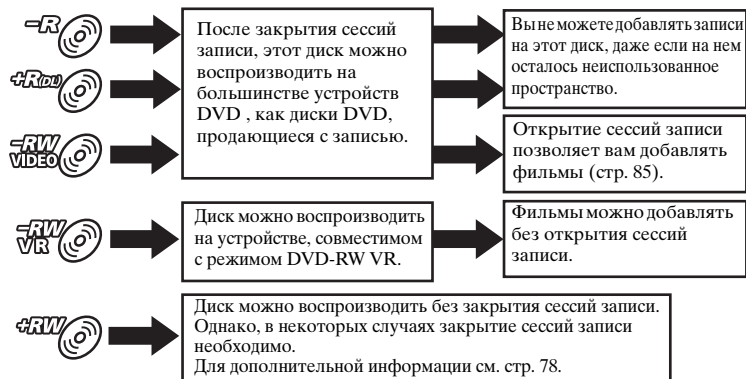 -R
После закрытия сессий
записи, этот диск можно
воспроизводить на
большинстве устройств
DVD , как диски DVD,
продающиеся с записью.
Вы не можете добавлять записи
на этот диск, даже если на нем
осталось неиспользованное
пространство.
+R(DL)
-RW
VIDEO
Открытие сессий записи
позволяет вам добавлять
фильмы (стр. 85).
-RW
VR
Диск можно воспроизводить
на устройстве, совместимом
с режимом DVD-RW VR.
Фильмы можно добавлять
без открытия сессий
записи.
+RW
Диск можно воспроизводить без закрытия сессий записи.
Однако, в некоторых случаях закрытие сессий записи
необходимо.
Для дополнительной информации см. стр. 78.